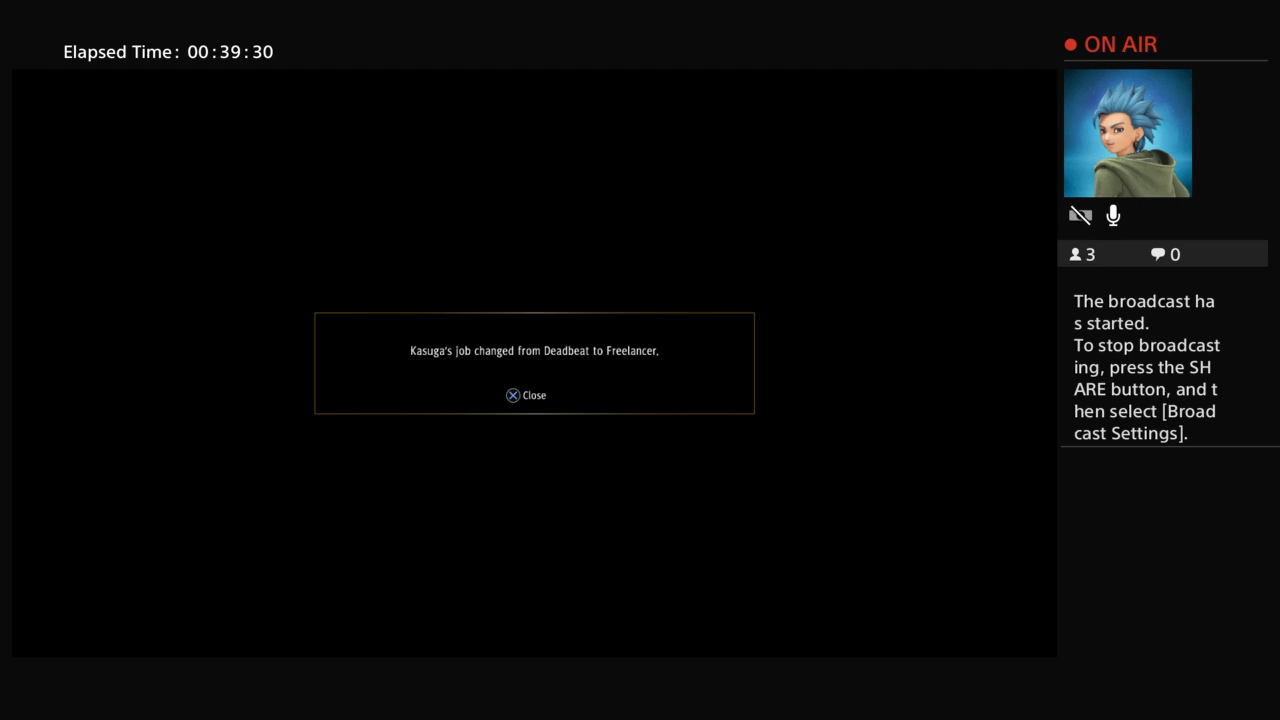 Elapsed Time: 00:39:30
ON AIR
3 0
The broadcast ha
s started.
To stop broadcast
ing, press the SH
ARE button, and t
hen select [Broad
cast Settings].
Kasuga's job changed from Deadbeat to Freelancer.
Close